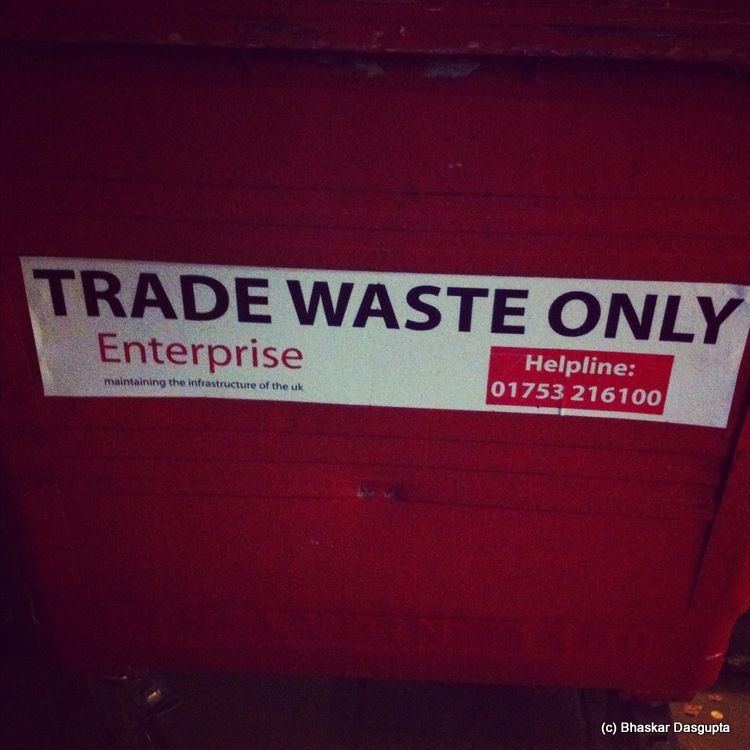 TRADE WASTE ONLY
Enterprise
maintaining the infrastructure of the uk
Helpline:
01753 216100
(c) Bhaskar Dasgupta